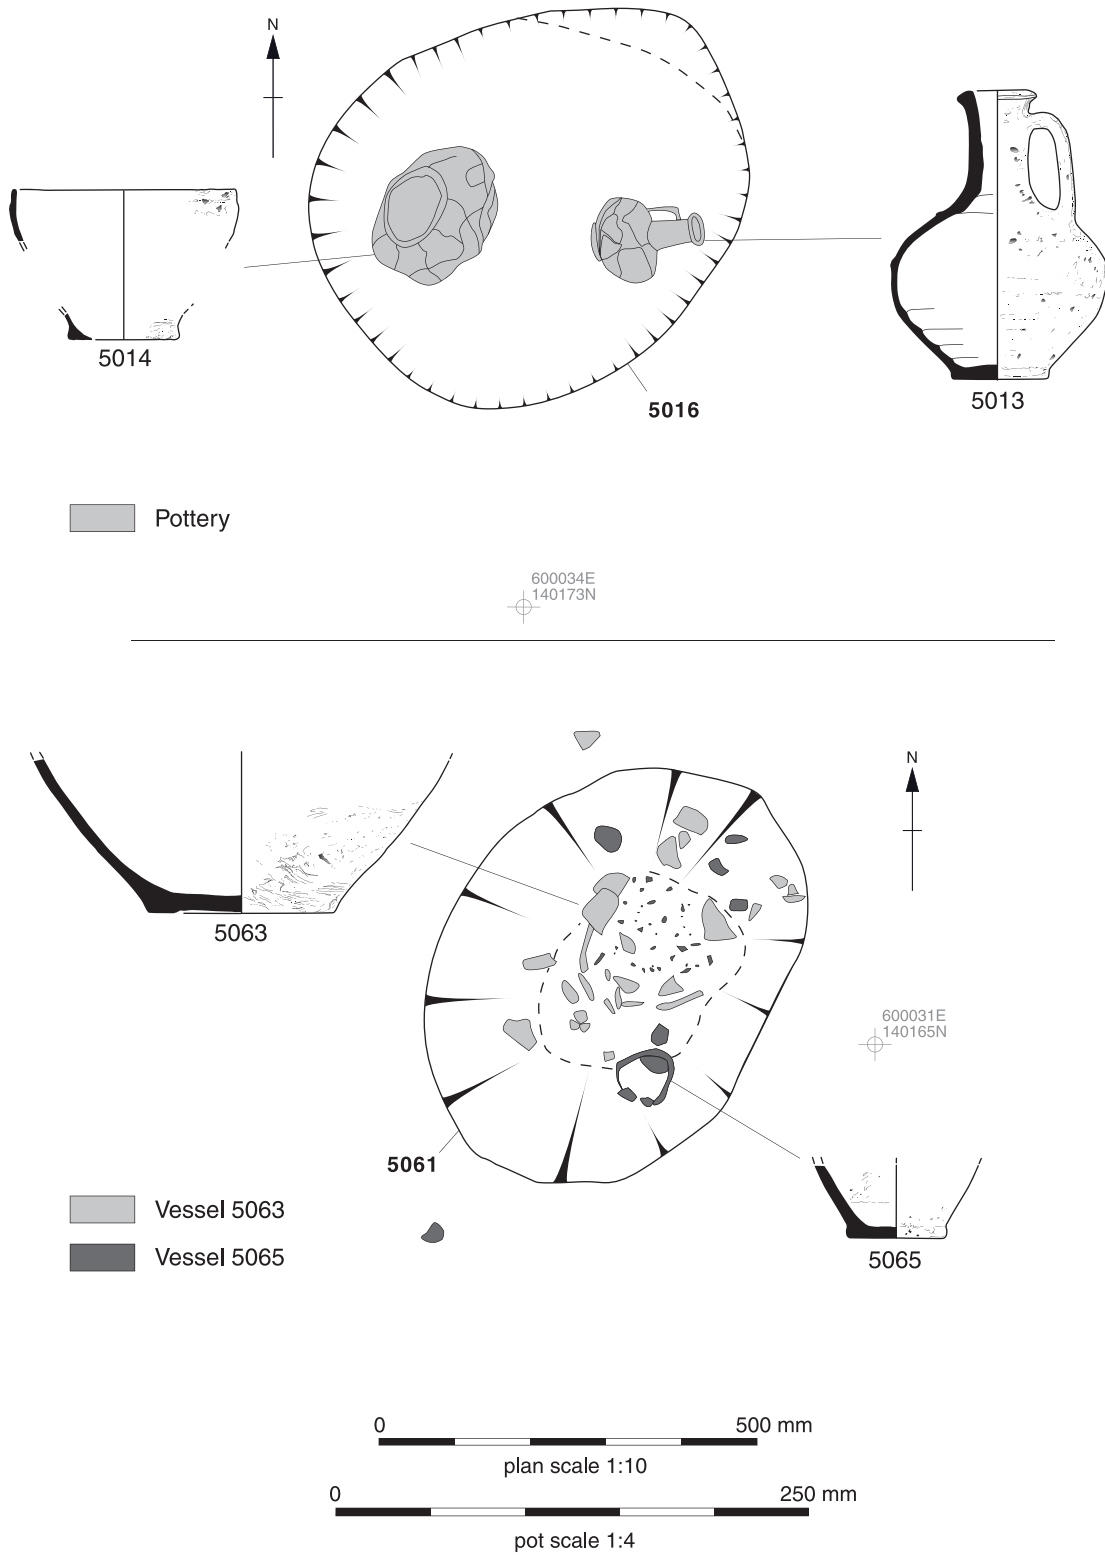 N
5014
5016
5013
Pottery
600034E
140173N
5063
N
600031E
140165N
5061
Vessel 5063
Vessel 5065
5065
0 500 mm
plan scale 1:10
0 250 mm
pot scale 1:4